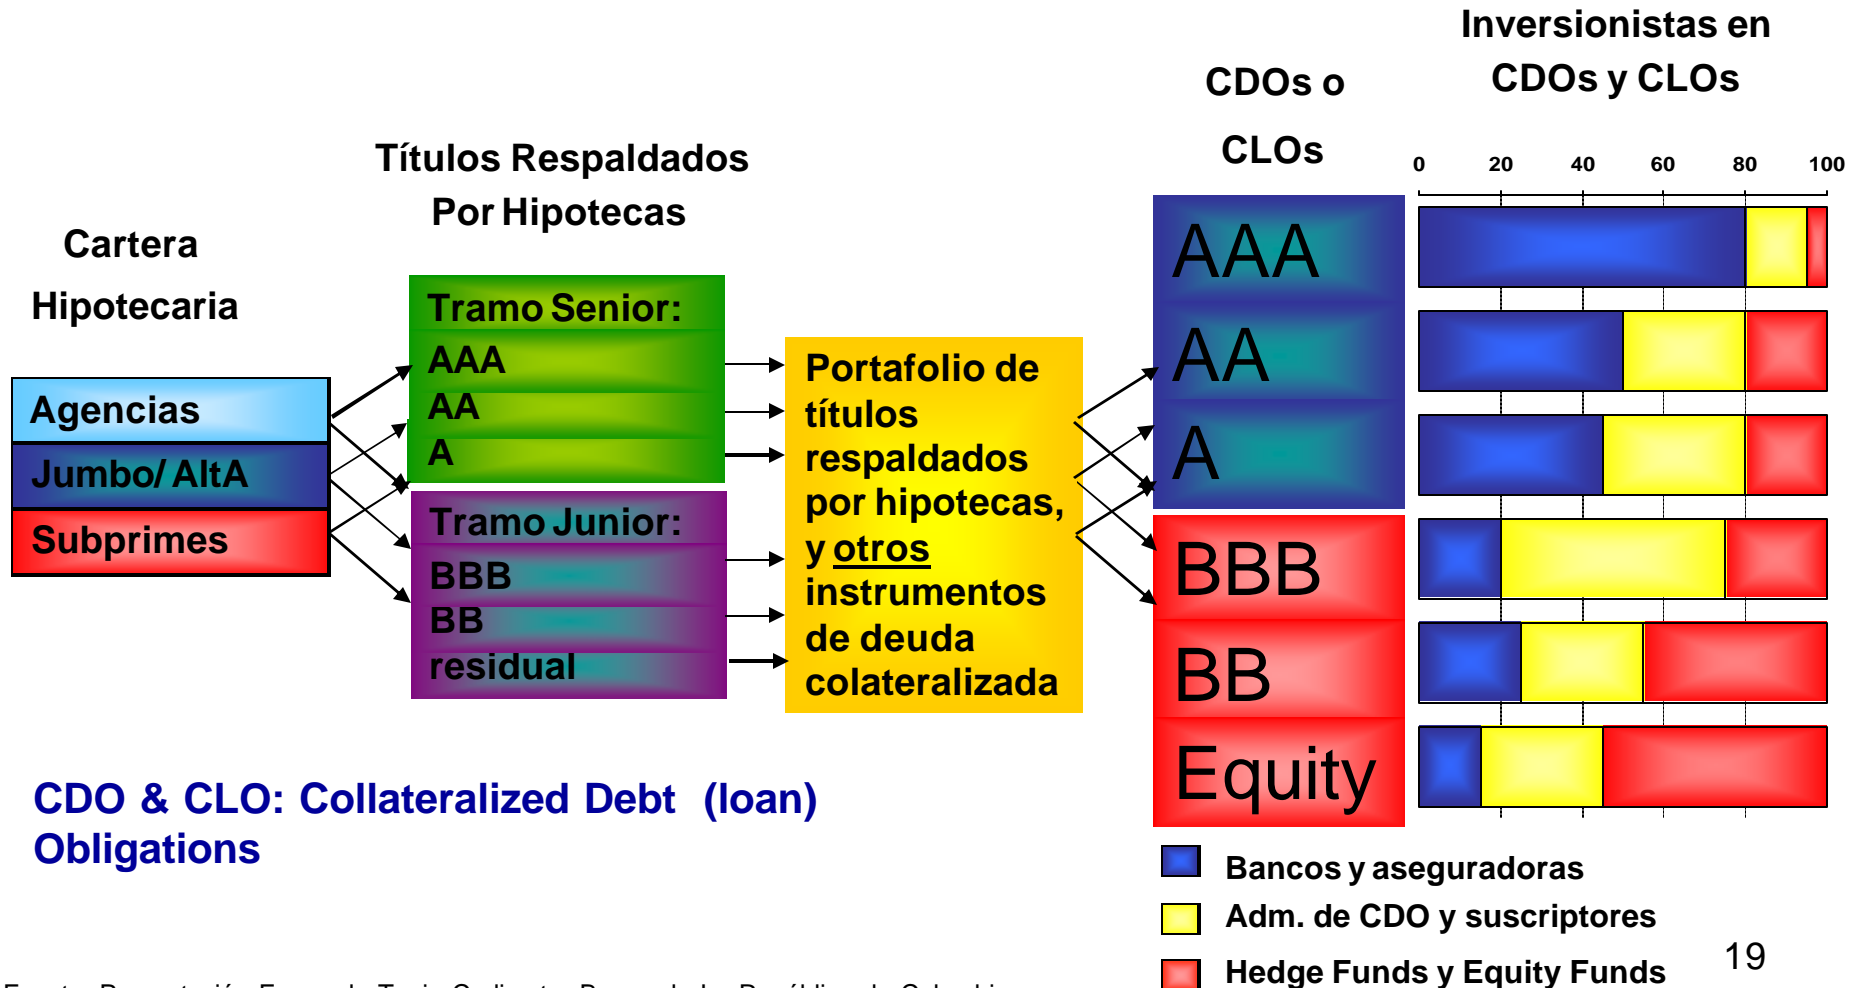 Inversionistas en
CDOs y CLOs
CDOs o
CLOs
Títulos Respaldados
Por Hipotecas
Cartera
Hipotecaria
0 20 40 60 80 100
Agencias
Jumbo/ AltA
Subprimes
Tramo Senior:
AAA
AA
A
Tramo Junior:
BBB
BB
residual
Portafolio de
títulos
respaldados
por hipotecas,
y otros
instrumentos
de deuda
colateralizada
AAA
AA
A
BBB
BB
Equity
CDO & CLO: Collateralized Debt (loan)
Obligations
Bancos y aseguradoras
Adm. de CDO y suscriptores
Hedge Funds y Equity Funds
19